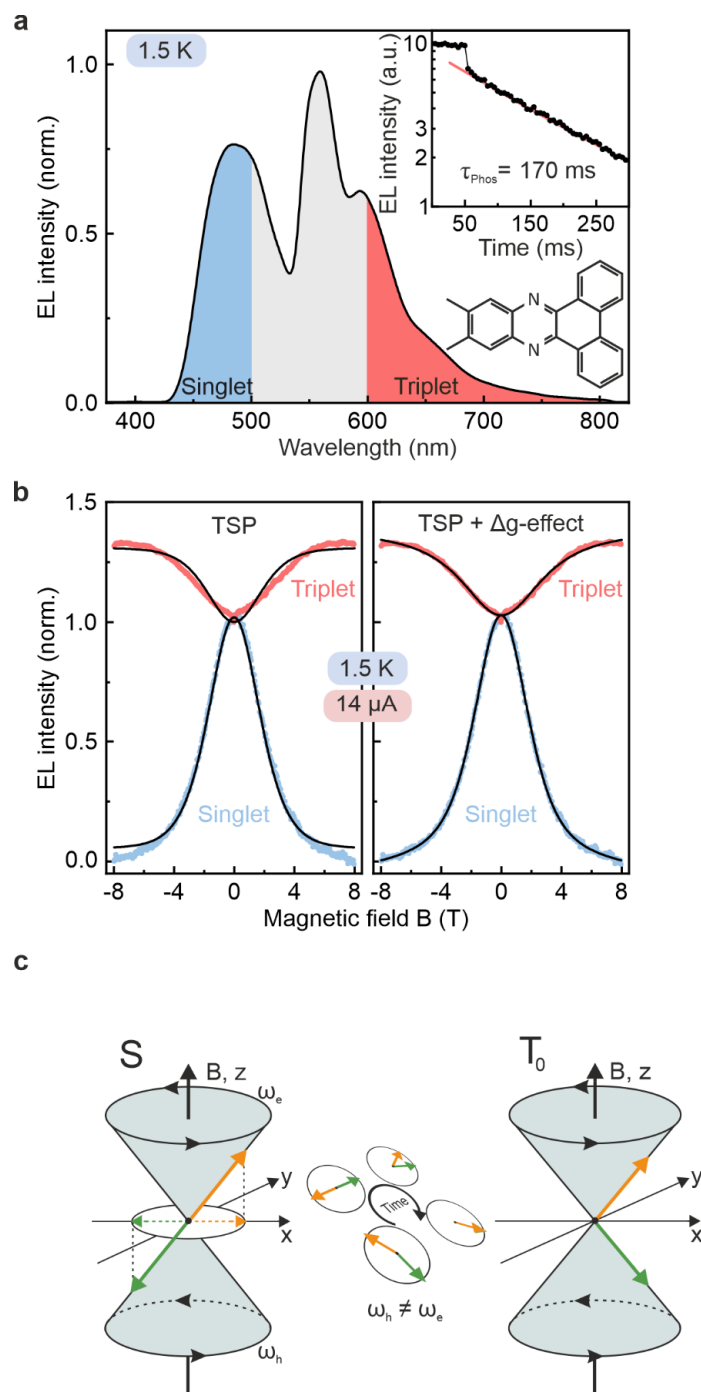 a
1.5 K
1.0
0.5
0.0
EL intensity (norm.)
Singlet
Triplet
400
500
600
700
800
Wavelength (nm)
10
3
2
1
EL intensity (a.u.)
τPhos = 170 ms
50
150
250
Time (ms)
N
N
b
1.5
1.0
0.5
0.0
EL intensity (norm.)
TSP
Triplet
Singlet
TSP + Δg-effect
Triplet
Singlet
1.5 K
14 µA
-8
-4
0
4
8
-8
-4
0
4
8
Magnetic field B (T)
c
S
B, z
ωe
y
x
ωh
Time
ωh ≠ ωe
T0
B, z
y
x